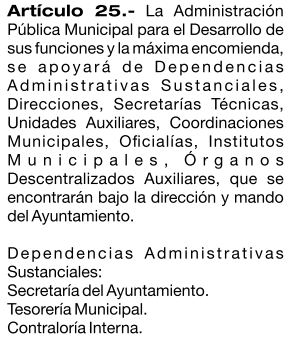 Artículo 25.- La Administración
Pública Municipal para el Desarrollo de
sus funciones y la máxima encomienda,
se apoyará de Dependencias
Administrativas Sustanciales,
Direcciones, Secretarías Técnicas,
Unidades Auxiliares, Coordinaciones
Municipales, Oficialías, Institutos
Municipales, Órganos
Descentralizados Auxiliares, que se
encontrarán bajo la dirección y mando
del Ayuntamiento.

Dependencias Administrativas
Sustanciales:
Secretaría del Ayuntamiento.
Tesorería Municipal.
Contraloría Interna.